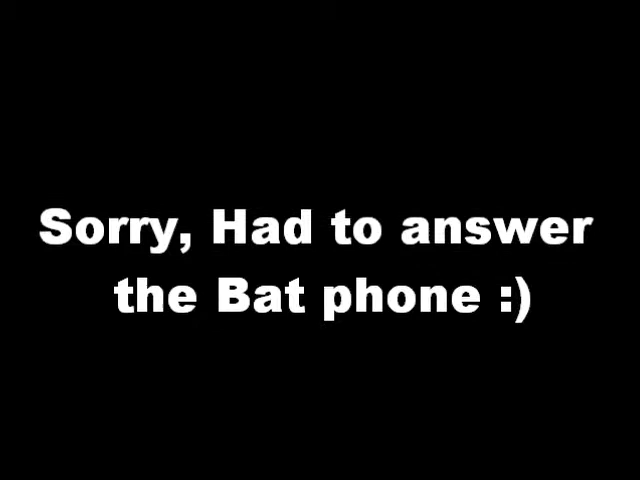 Sorry, Had to answer
the Bat phone :)